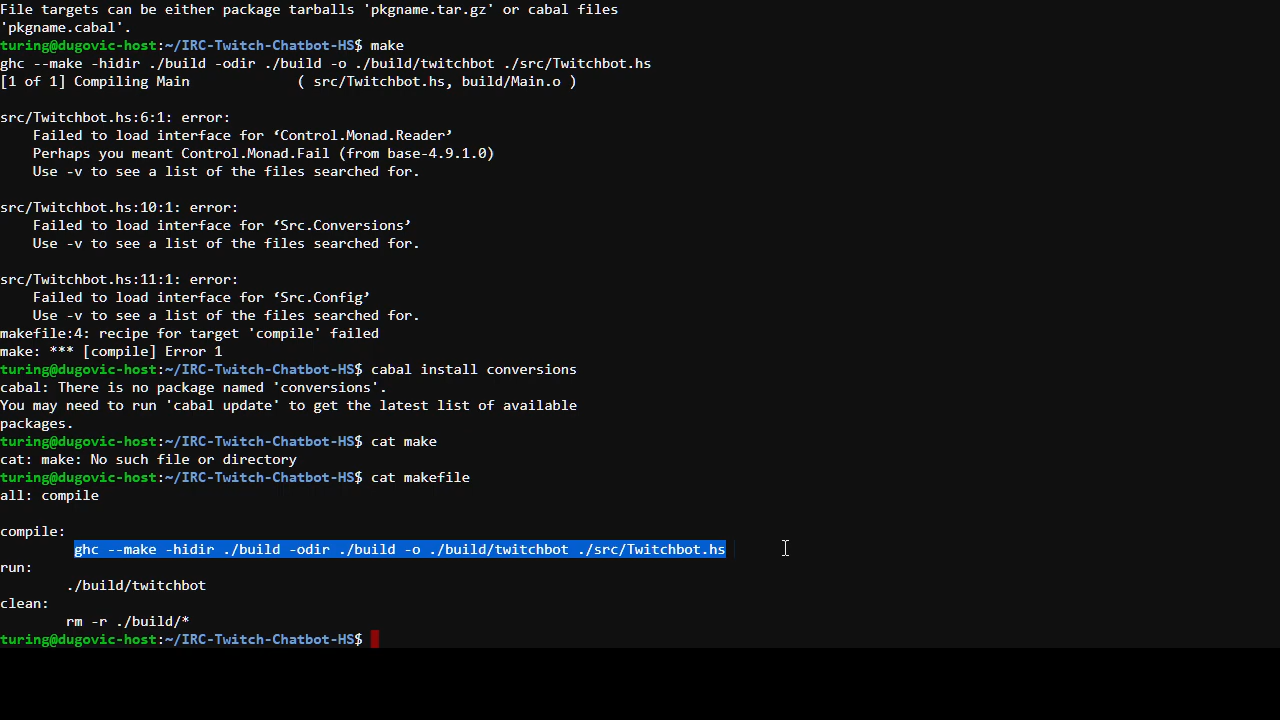 File targets can be either package tarballs 'pkgname.tar.gz' or cabal files
'pkgname.cabal'.
turing@dugovic-host:~/IRC-Twitch-Chatbot-HS$ make
ghc --make -hidir ./build -odir ./build -o ./build/twitchbot ./src/Twitchbot.hs
[1 of 1] Compiling Main             ( src/Twitchbot.hs, build/Main.o )
src/Twitchbot.hs:6:1: error:
    Failed to load interface for ‘Control.Monad.Reader’
    Perhaps you meant Control.Monad.Fail (from base-4.9.1.0)
    Use -v to see a list of the files searched for.
src/Twitchbot.hs:10:1: error:
    Failed to load interface for ‘Src.Conversions’
    Use -v to see a list of the files searched for.
src/Twitchbot.hs:11:1: error:
    Failed to load interface for ‘Src.Config’
    Use -v to see a list of the files searched for.
makefile:4: recipe for target 'compile' failed
make: *** [compile] Error 1
turing@dugovic-host:~/IRC-Twitch-Chatbot-HS$ cabal install conversions
cabal: There is no package named 'conversions'.
You may need to run 'cabal update' to get the latest list of available
packages.
turing@dugovic-host:~/IRC-Twitch-Chatbot-HS$ cat make
cat: make: No such file or directory
turing@dugovic-host:~/IRC-Twitch-Chatbot-HS$ cat makefile
all: compile
compile:
         ghc --make -hidir ./build -odir ./build -o ./build/twitchbot ./src/Twitchbot.hs
run:
        ./build/twitchbot
clean:
        rm -r ./build/*
turing@dugovic-host:~/IRC-Twitch-Chatbot-HS$